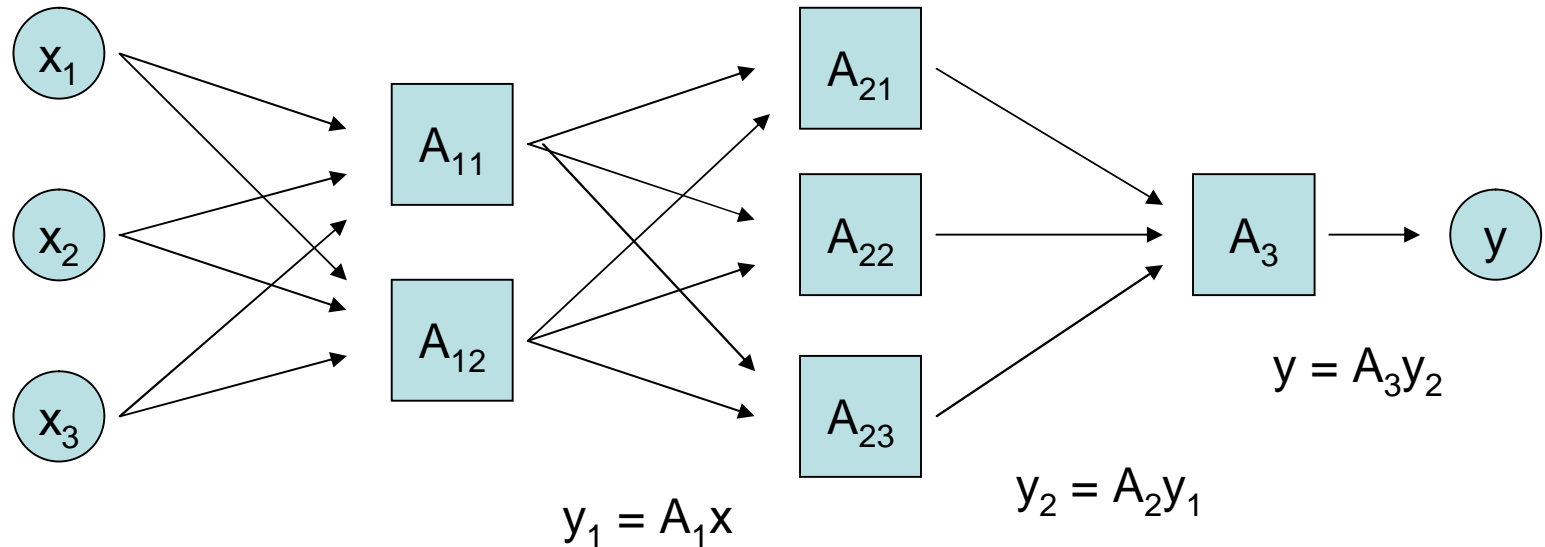 x₁
x₂
x₃
A₁₁
A₁₂
A₂₁
A₂₂
A₂₃
A₃
y
y₁ = A₁x
y₂ = A₂y₁
y = A₃y₂